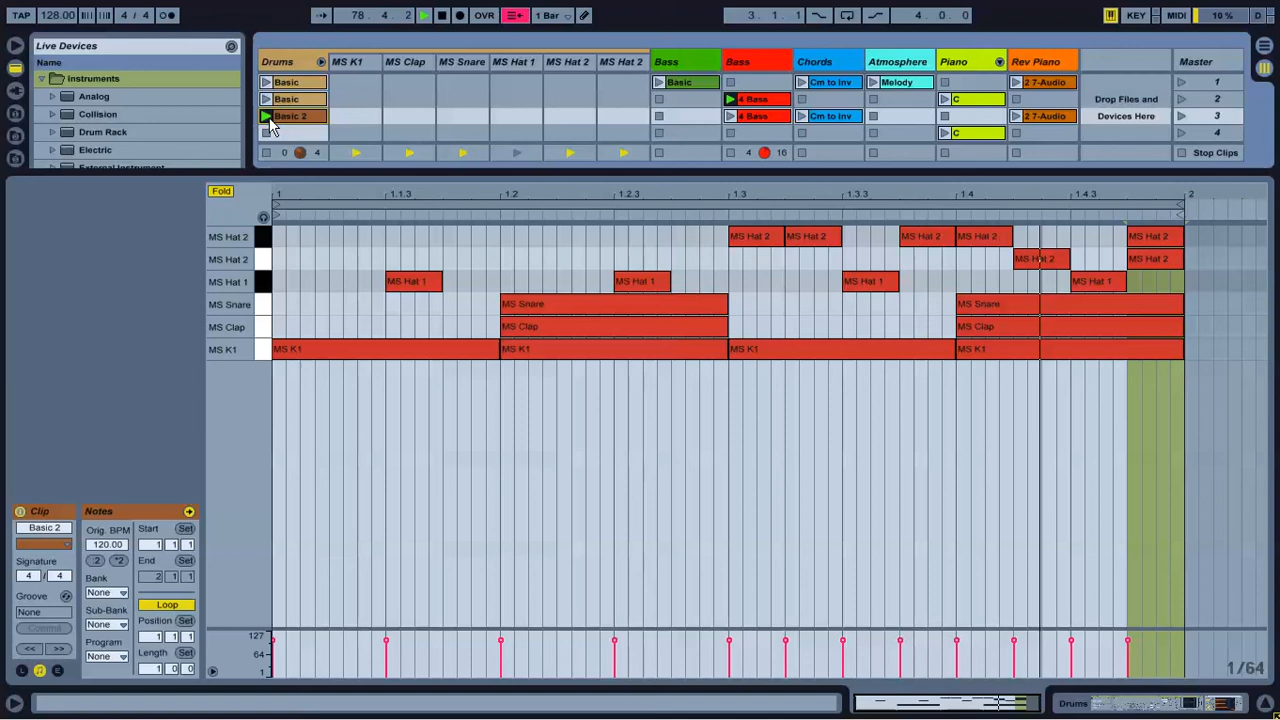 TAP 128.00 4 / 4 78. 4. 2 OVR 1 Bar 3. 1. 1 4. 0. 0 KEY MIDI 10 % D
Live Devices
Name
Instruments
Analog
Collision
Drum Rack
Electric
External Instrument
Drums MS K1 MS Clap MS Snare MS Hat 1 MS Hat 2 MS Hat 2 Bass Bass Chords Atmosphere Piano Rev Piano Master
Basic Basic Cm to Inv Melody 2 7-Audio 1
Basic 4 Bass C 2 7-Audio Drop Files and 2
Basic 2 4 Bass Cm to Inv 2 7-Audio Devices Here 3
C 4
0 4 4 16 Stop Clips
Fold 1 1.1.3 1.2 1.2.3 1.3 1.3.3 1.4 1.4.3 2
MS Hat 2 MS Hat 2 MS Hat 2 MS Hat 2 MS Hat 2 MS Hat 2
MS Hat 2 MS Hat 2 MS Hat 2
MS Hat 1 MS Hat 1 MS Hat 1 MS Hat 1 MS Hat 1
MS Snare MS Snare MS Snare
MS Clap MS Clap MS Clap
MS K1 MS K1 MS K1 MS K1 MS K1
Clip Notes
Basic 2 Orig. BPM Start Set
120.00 1 1 1
Signature :2 *2 End Set
4 / 4 Bank 2 1 1
Groove None Loop
None Sub-Bank Position Set
Commit None 1 1 1
<< >> Program Length Set
None 1 0 0
127
64
1
1/64
Drums